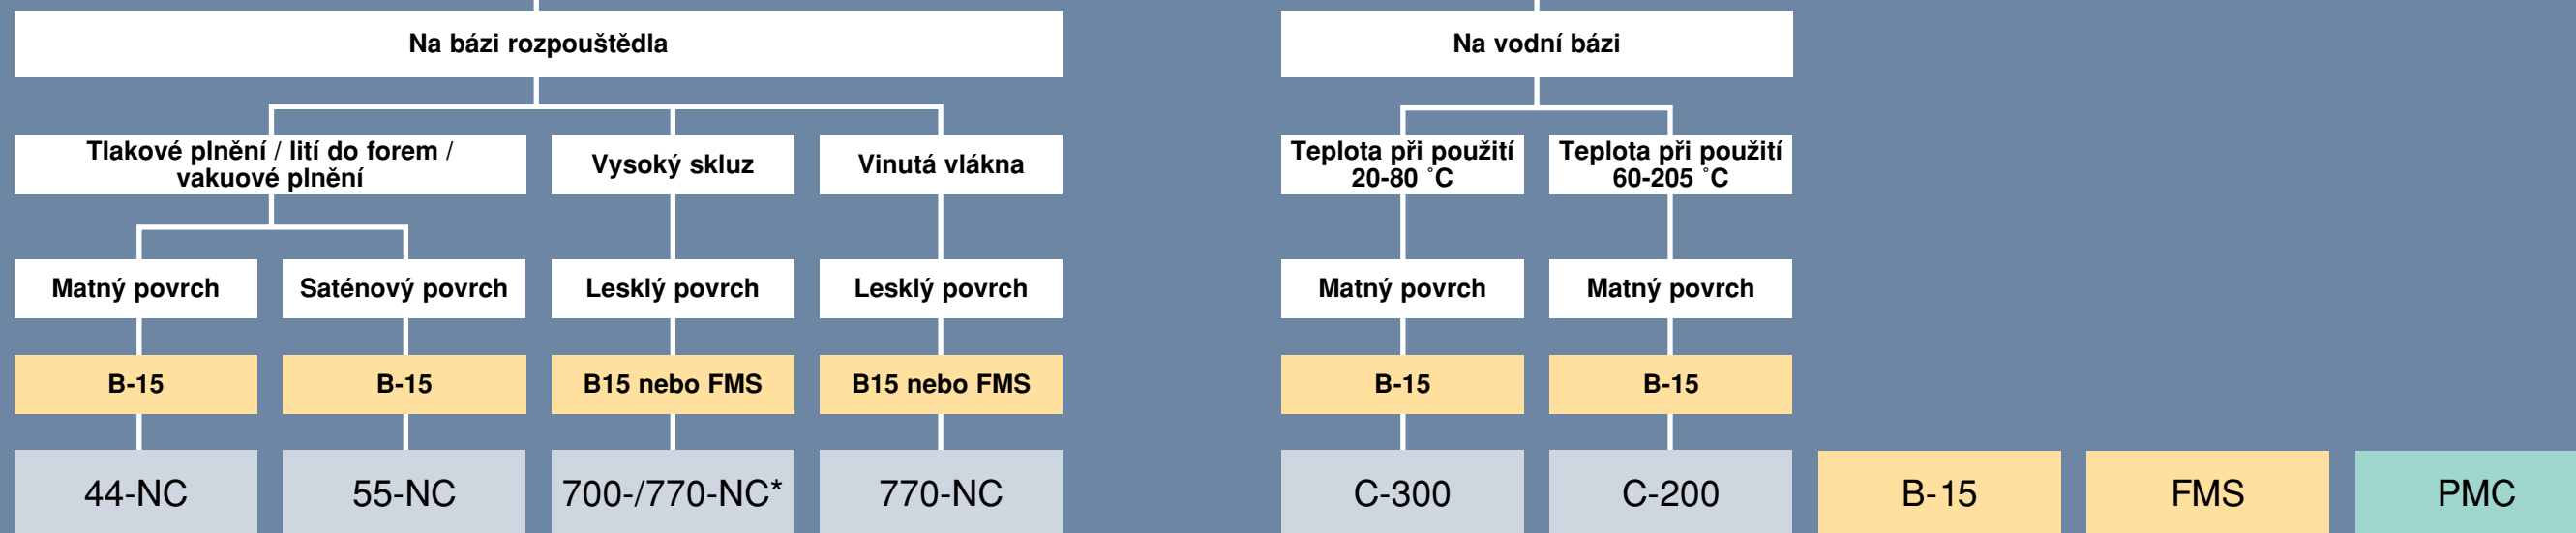 Na bázi rozpouštědla
Na vodní bázi
Tlakové plnění / lití do forem /
vakuové plnění
Vysoký skluz
Vinutá vlákna
Teplota při použití
20-80 ˚C
Teplota při použití
60-205 ˚C
Matný povrch
Saténový povrch
Lesklý povrch
Lesklý povrch
Matný povrch
Matný povrch
B-15
B-15
B15 nebo FMS
B15 nebo FMS
B-15
B-15
44-NC
55-NC
700-/770-NC*
770-NC
C-300
C-200
B-15
FMS
PMC